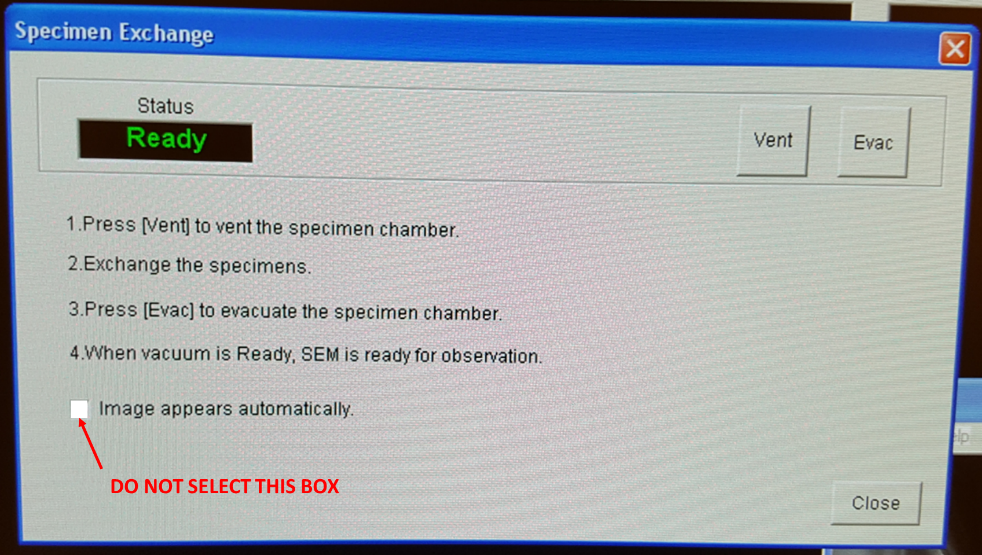 Specimen Exchange
Status
Ready
Vent
Evac
1.Press [Vent] to vent the specimen chamber.
2.Exchange the specimens.
3.Press [Evac] to evacuate the specimen chamber.
4.When vacuum is Ready, SEM is ready for observation.
Image appears automatically.
elp
DO NOT SELECT THIS BOX
Close